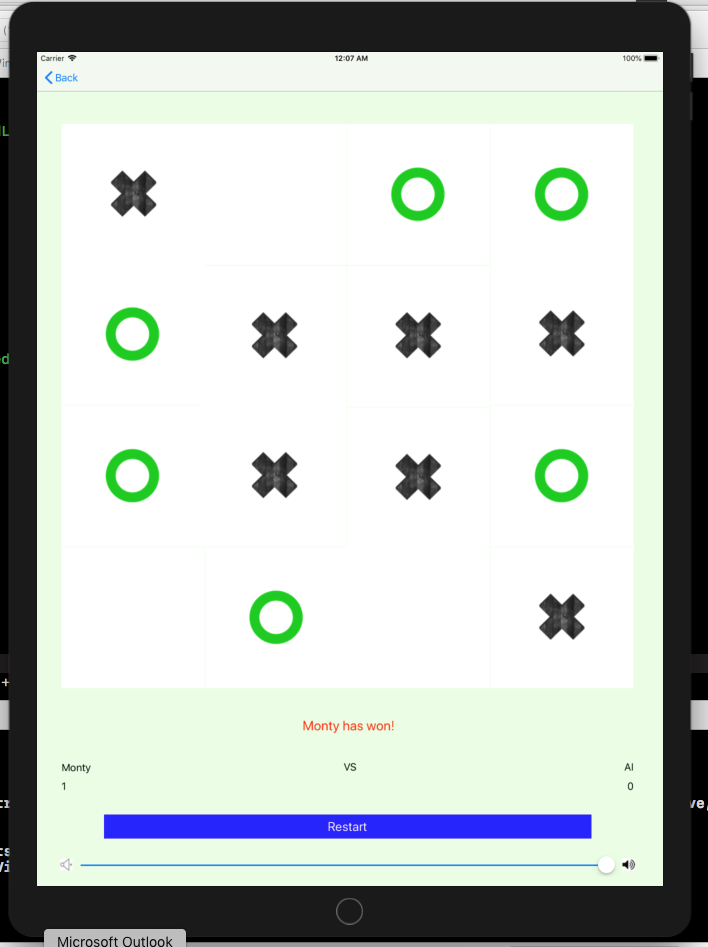 Carrier 12:07 AM 100%
Back
Monty has won!
Monty VS AI
1 0
Restart
Microsoft Outlook